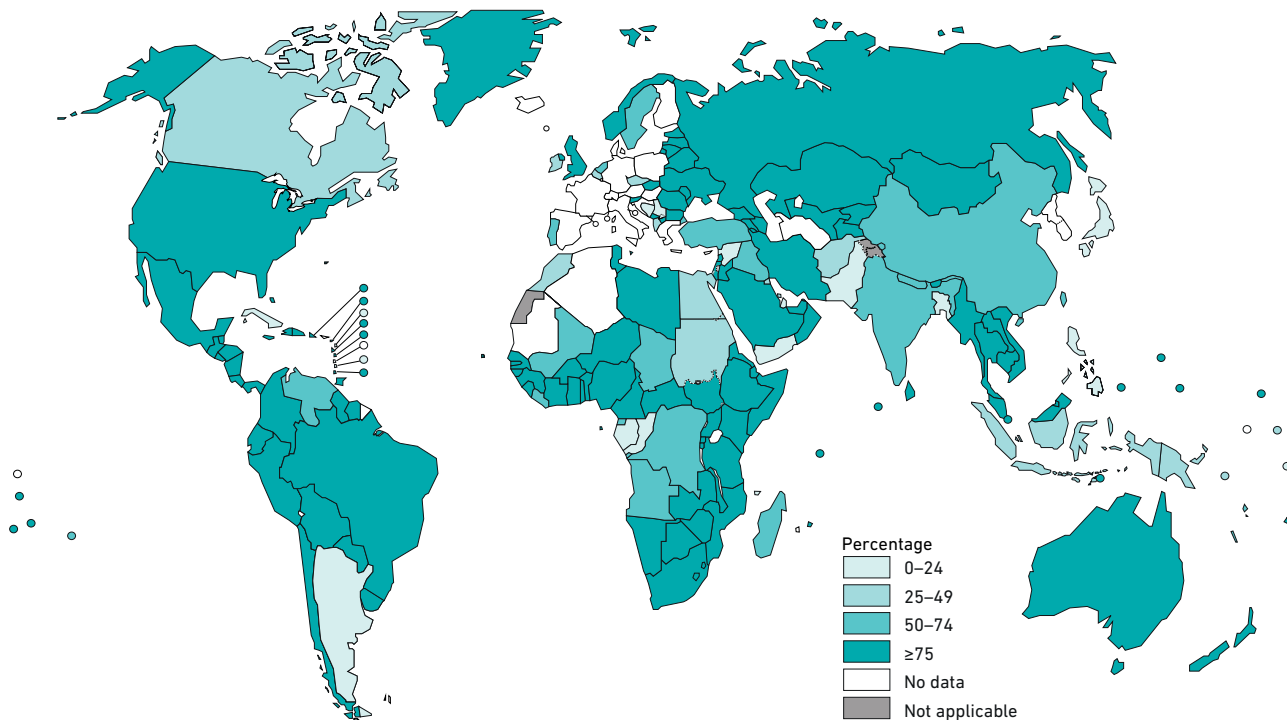 Percentage
0–24
25–49
50–74
≥75
No data
Not applicable